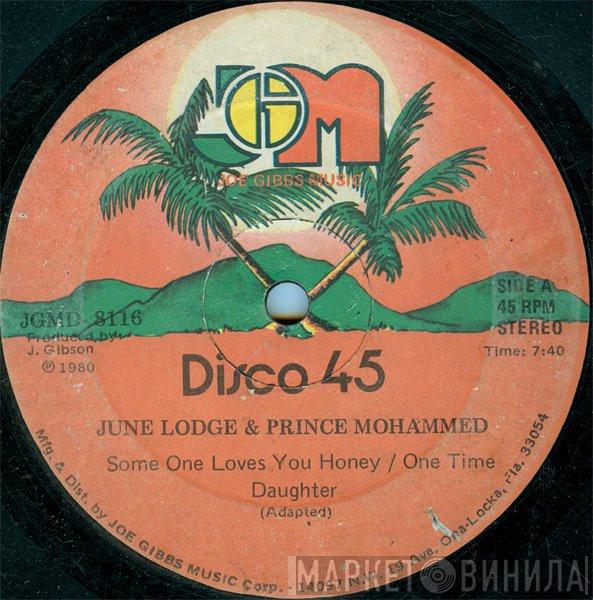 JGM
JOE GIBBS MUSIC
JGMD 8116
Produced by:
J. Gibson
℗ 1980
SIDE A
45 RPM
STEREO
Time: 7:40
Disco 45
JUNE LODGE & PRINCE MOHAMMED
Some One Loves You Honey / One Time
Daughter
(Adapted)
Mfg. & Dist. by JOE GIBBS MUSIC Corp. - 14097 N.W. 19 Ave. Opa-Locka, Fla. 33054
МАРКЕТ ВИНИЛА